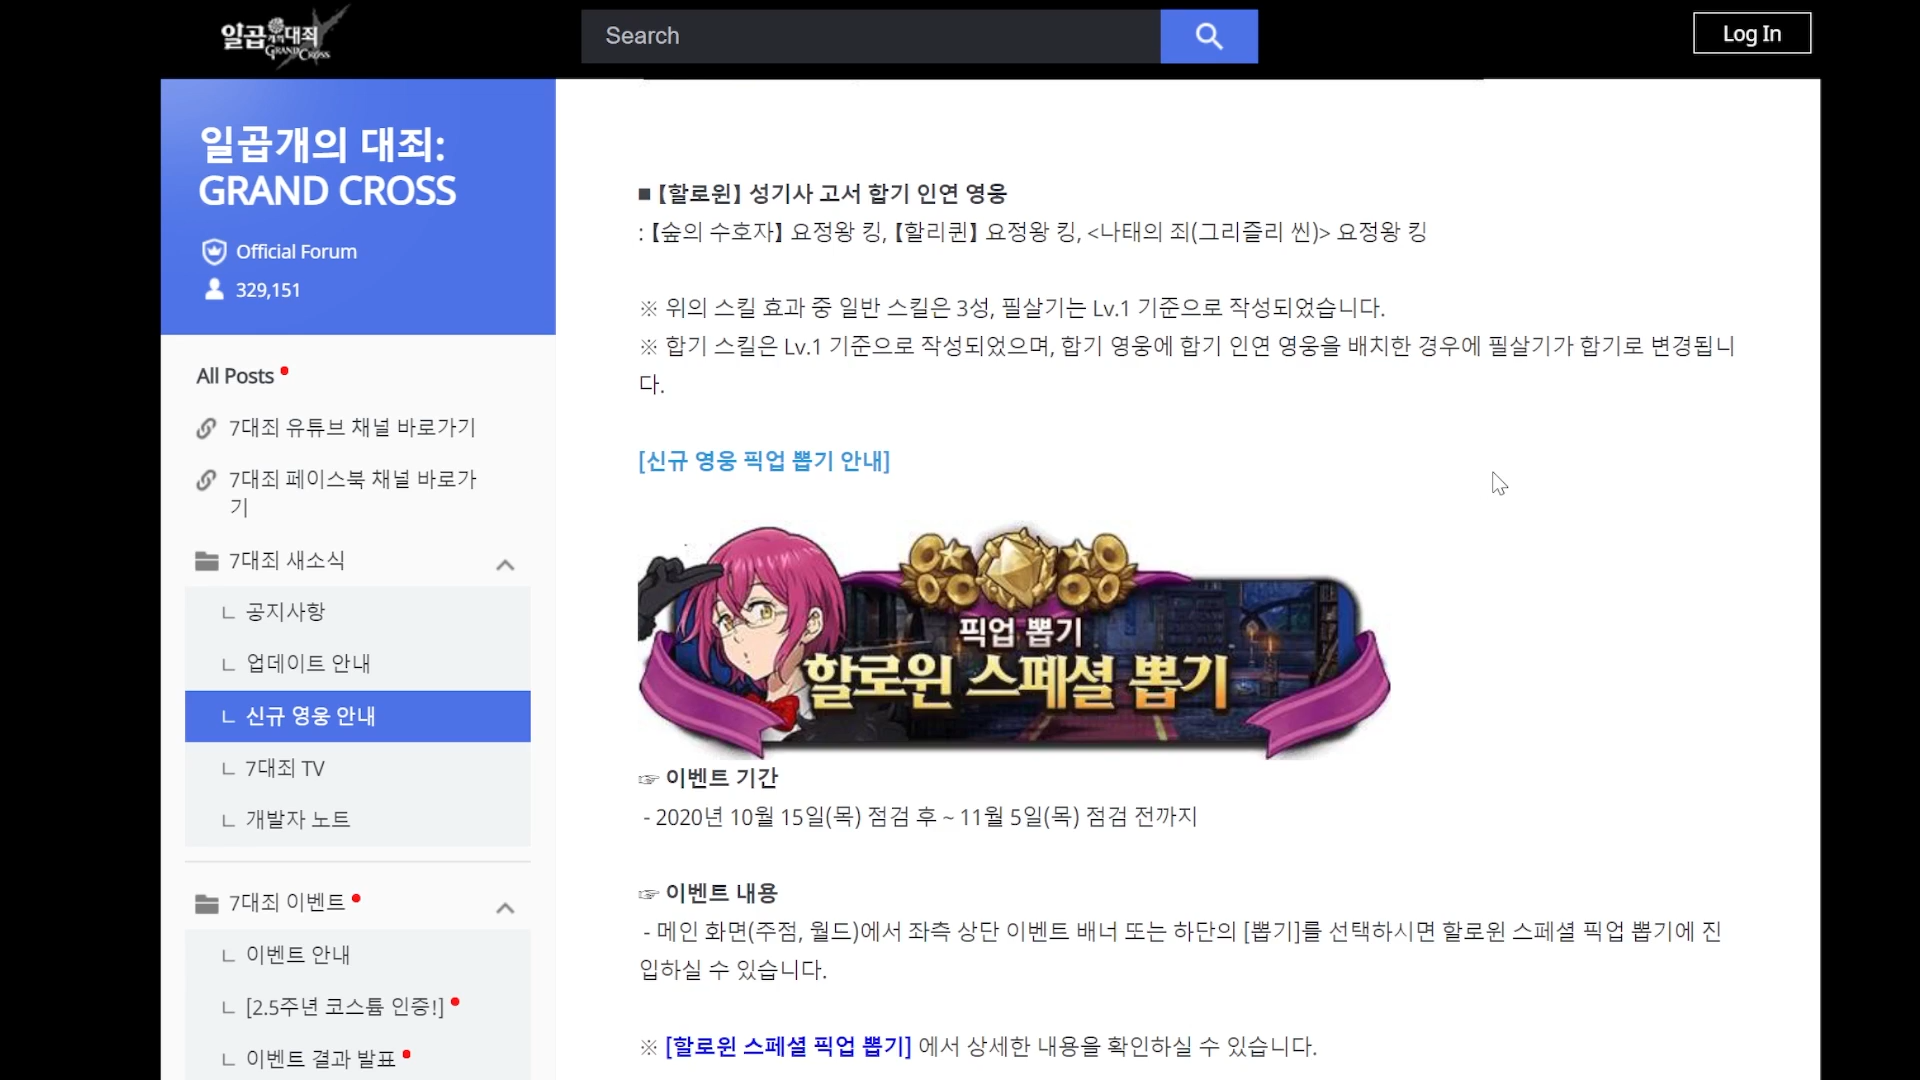 일곱개의대죄
GRAND CROSS
Search
Log In
일곱개의 대죄:
GRAND CROSS
Official Forum
329,151
All Posts
7대죄 유튜브 채널 바로가기
7대죄 페이스북 채널 바로가
기
7대죄 새소식
ㄴ 공지사항
ㄴ 업데이트 안내
ㄴ 신규 영웅 안내
ㄴ 7대죄 TV
ㄴ 개발자 노트
7대죄 이벤트
ㄴ 이벤트 안내
ㄴ [2.5주년 코스튬 인증!]
ㄴ 이벤트 결과 발표
■ 【할로윈】 성기사 고서 합기 인연 영웅
: 【숲의 수호자】 요정왕 킹, 【할리퀸】 요정왕 킹, <나태의 죄(그리즐리 씬)> 요정왕 킹
※ 위의 스킬 효과 중 일반 스킬은 3성, 필살기는 Lv.1 기준으로 작성되었습니다.
※ 합기 스킬은 Lv.1 기준으로 작성되었으며, 합기 영웅에 합기 인연 영웅을 배치한 경우에 필살기가 합기로 변경됩니
다.
[신규 영웅 픽업 뽑기 안내]
픽업 뽑기
할로윈 스페셜 뽑기
☞ 이벤트 기간
- 2020년 10월 15일(목) 점검 후 ~ 11월 5일(목) 점검 전까지
☞ 이벤트 내용
- 메인 화면(주점, 월드)에서 좌측 상단 이벤트 배너 또는 하단의 [뽑기]를 선택하시면 할로윈 스페셜 픽업 뽑기에 진
입하실 수 있습니다.
※ [할로윈 스페셜 픽업 뽑기] 에서 상세한 내용을 확인하실 수 있습니다.